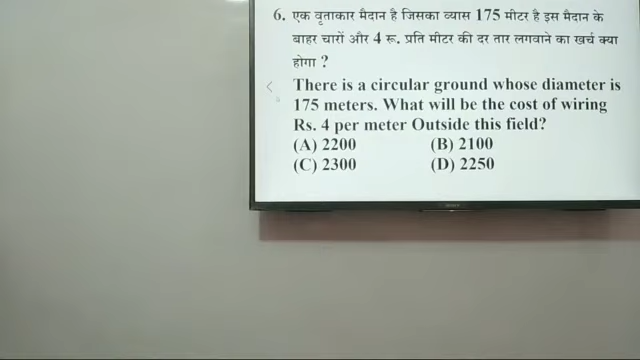 6. एक वृताकार मैदान है जिसका व्यास 175 मीटर है इस मैदान के
बाहर चारों और 4 रू. प्रति मीटर की दर तार लगवाने का खर्च क्या
होगा ?
There is a circular ground whose diameter is
175 meters. What will be the cost of wiring
Rs. 4 per meter Outside this field?
(A) 2200 (B) 2100
(C) 2300 (D) 2250